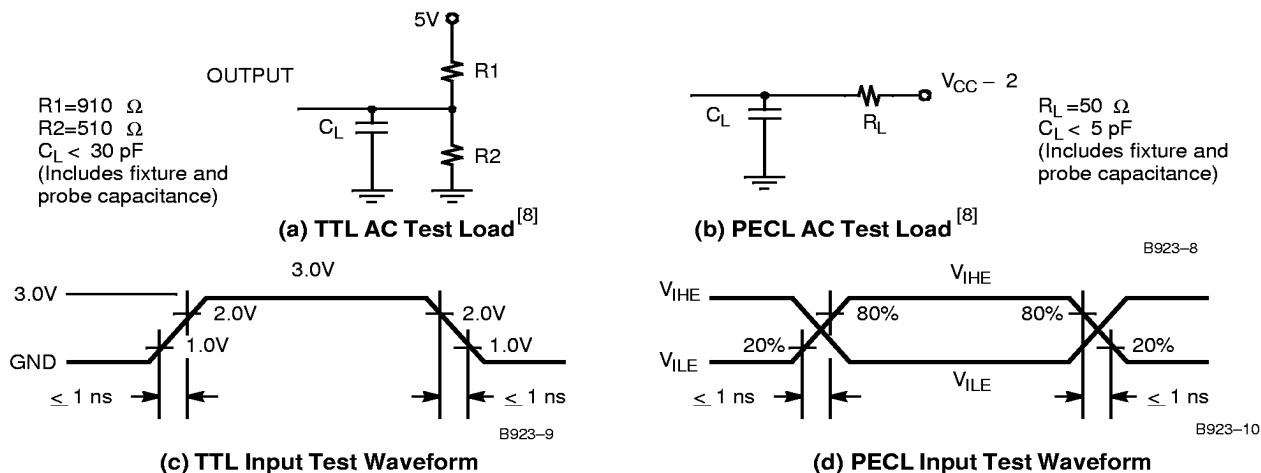 5V
R1
OUTPUT
R1=910 Ω
R2=510 Ω
C_L < 30 pF
(Includes fixture and
probe capacitance)
C_L
R2
(a) TTL AC Test Load [8]
V_CC – 2
C_L
R_L
R_L =50 Ω
C_L < 5 pF
(Includes fixture and
probe capacitance)
(b) PECL AC Test Load [8]
B923–8
3.0V
3.0V
2.0V
2.0V
1.0V
1.0V
GND
≤ 1 ns
≤ 1 ns
B923–9
(c) TTL Input Test Waveform
V_IHE
V_IHE
80%
80%
20%
20%
V_ILE
V_ILE
≤ 1 ns
≤ 1 ns
B923–10
(d) PECL Input Test Waveform